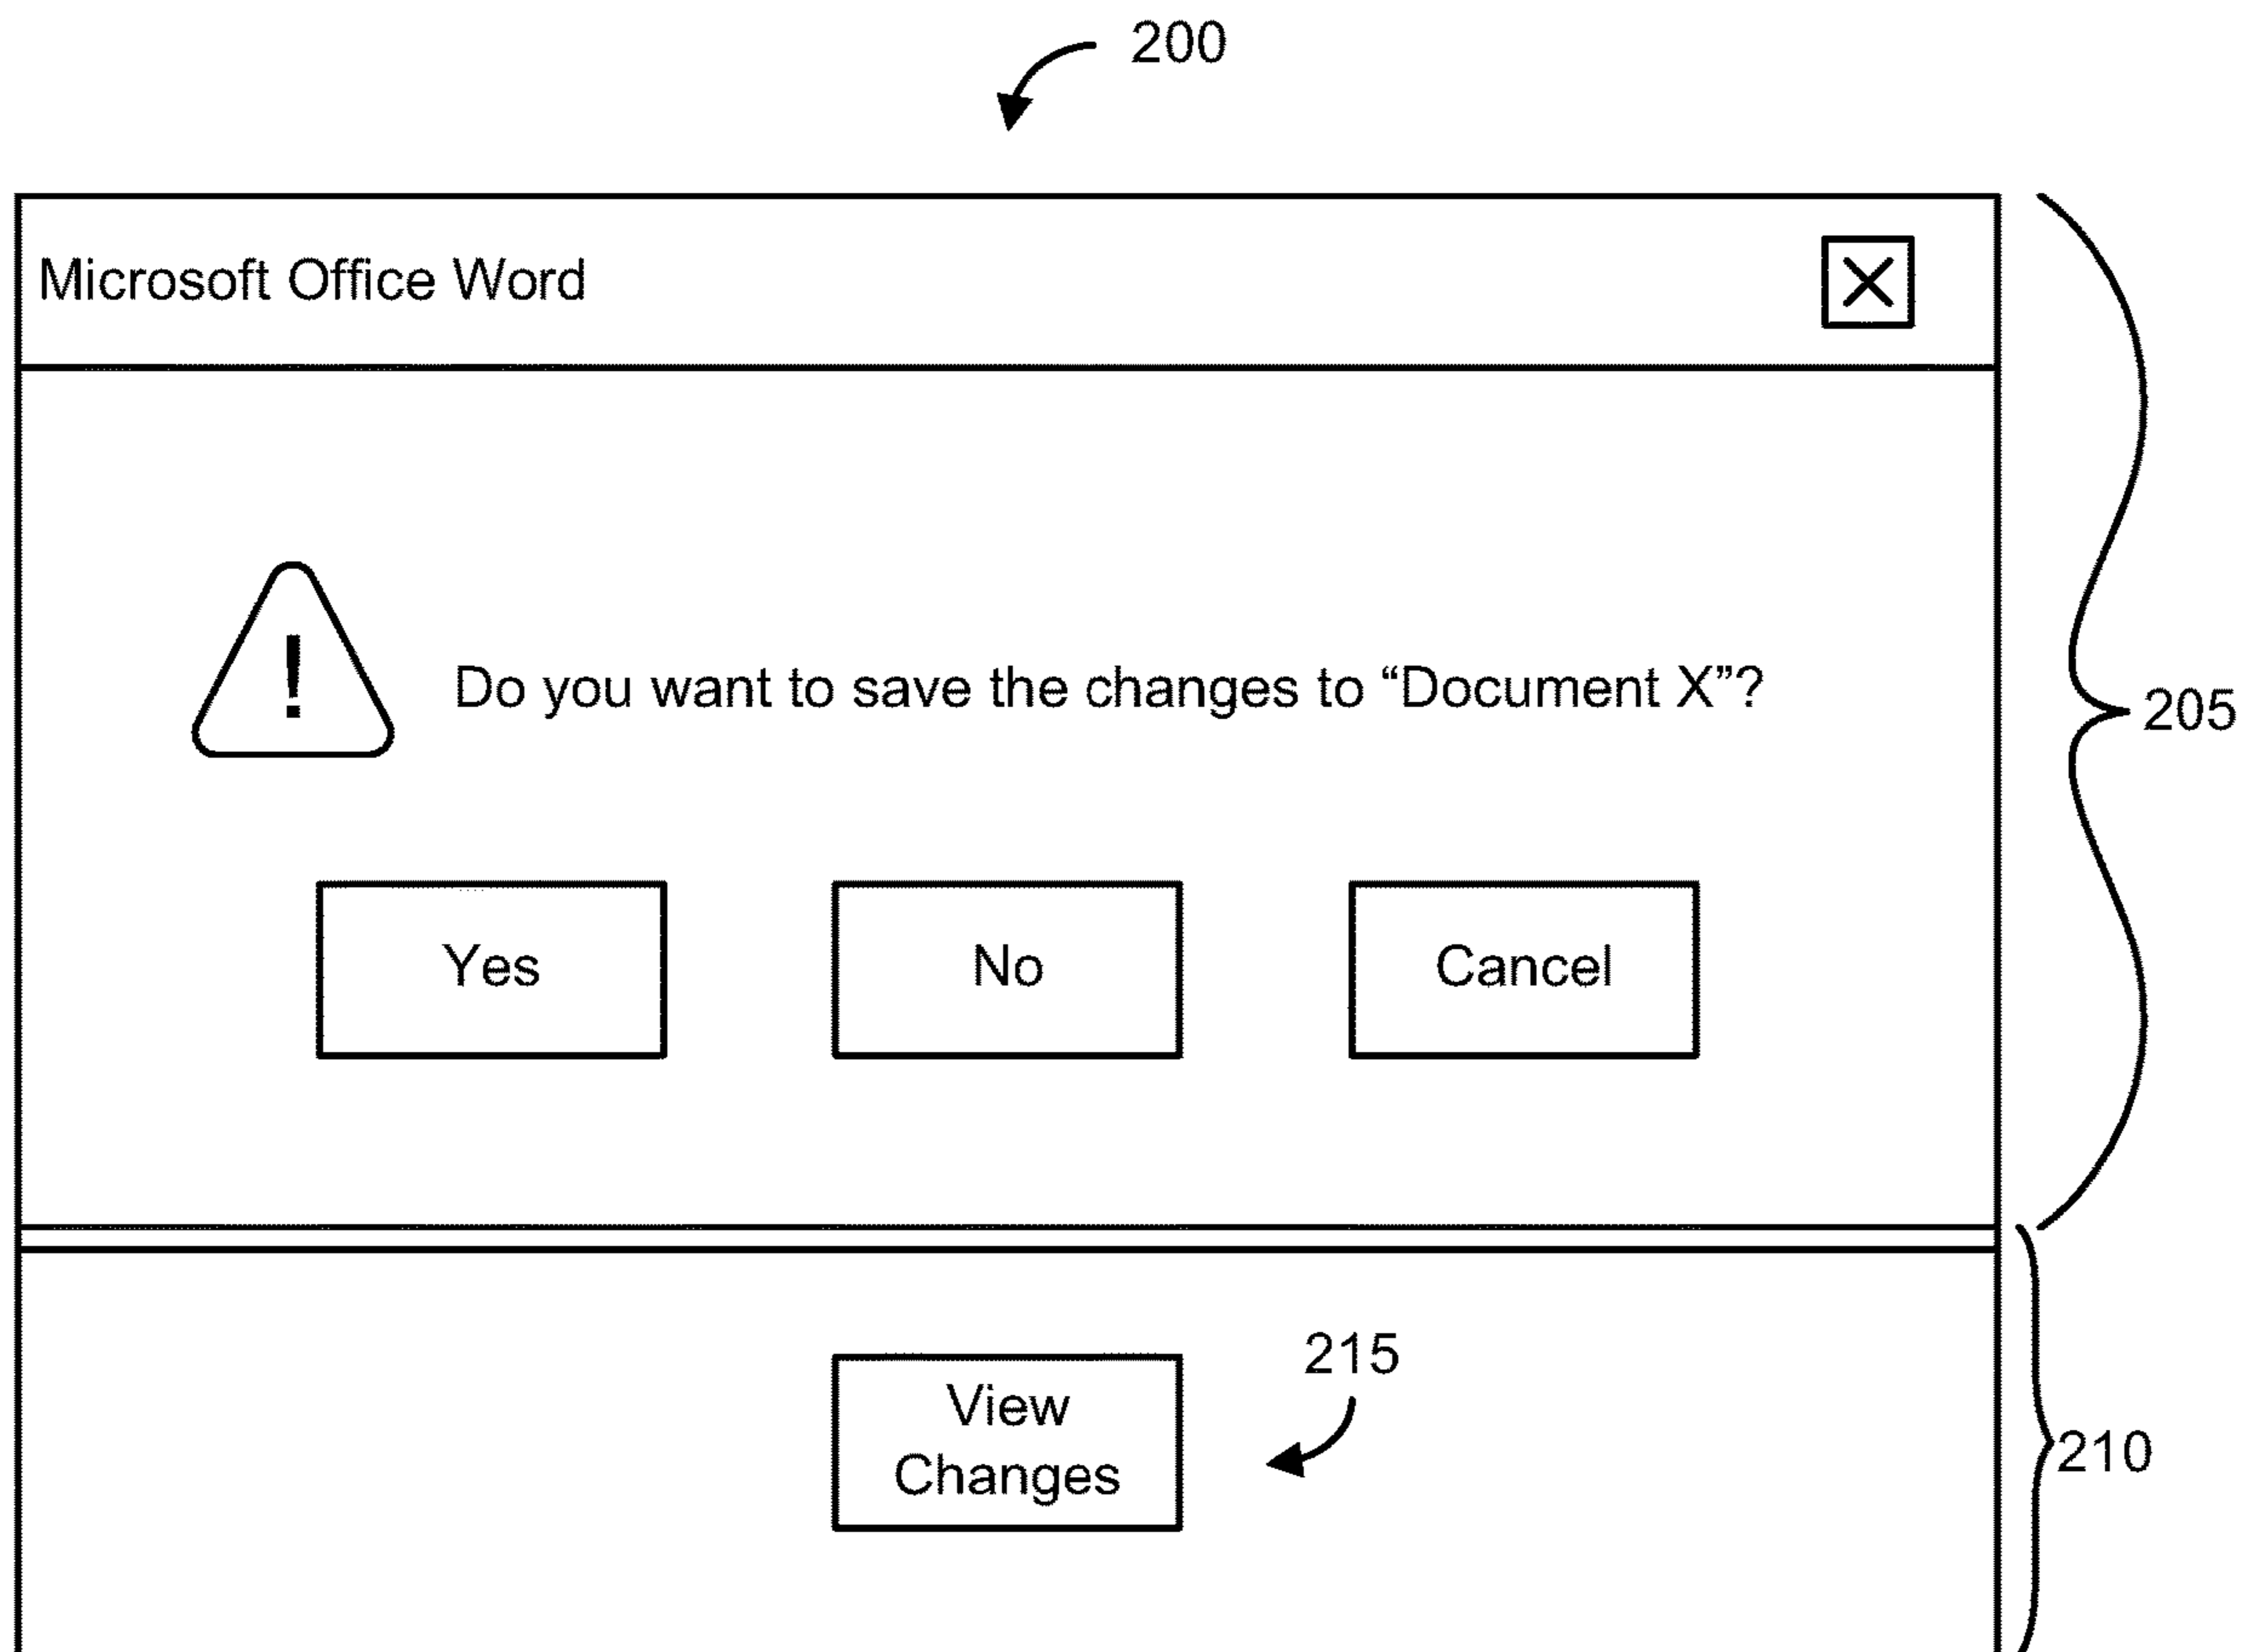 200
Microsoft Office Word
!
Do you want to save the changes to “Document X”?
205
Yes
No
Cancel
View
Changes
215
210